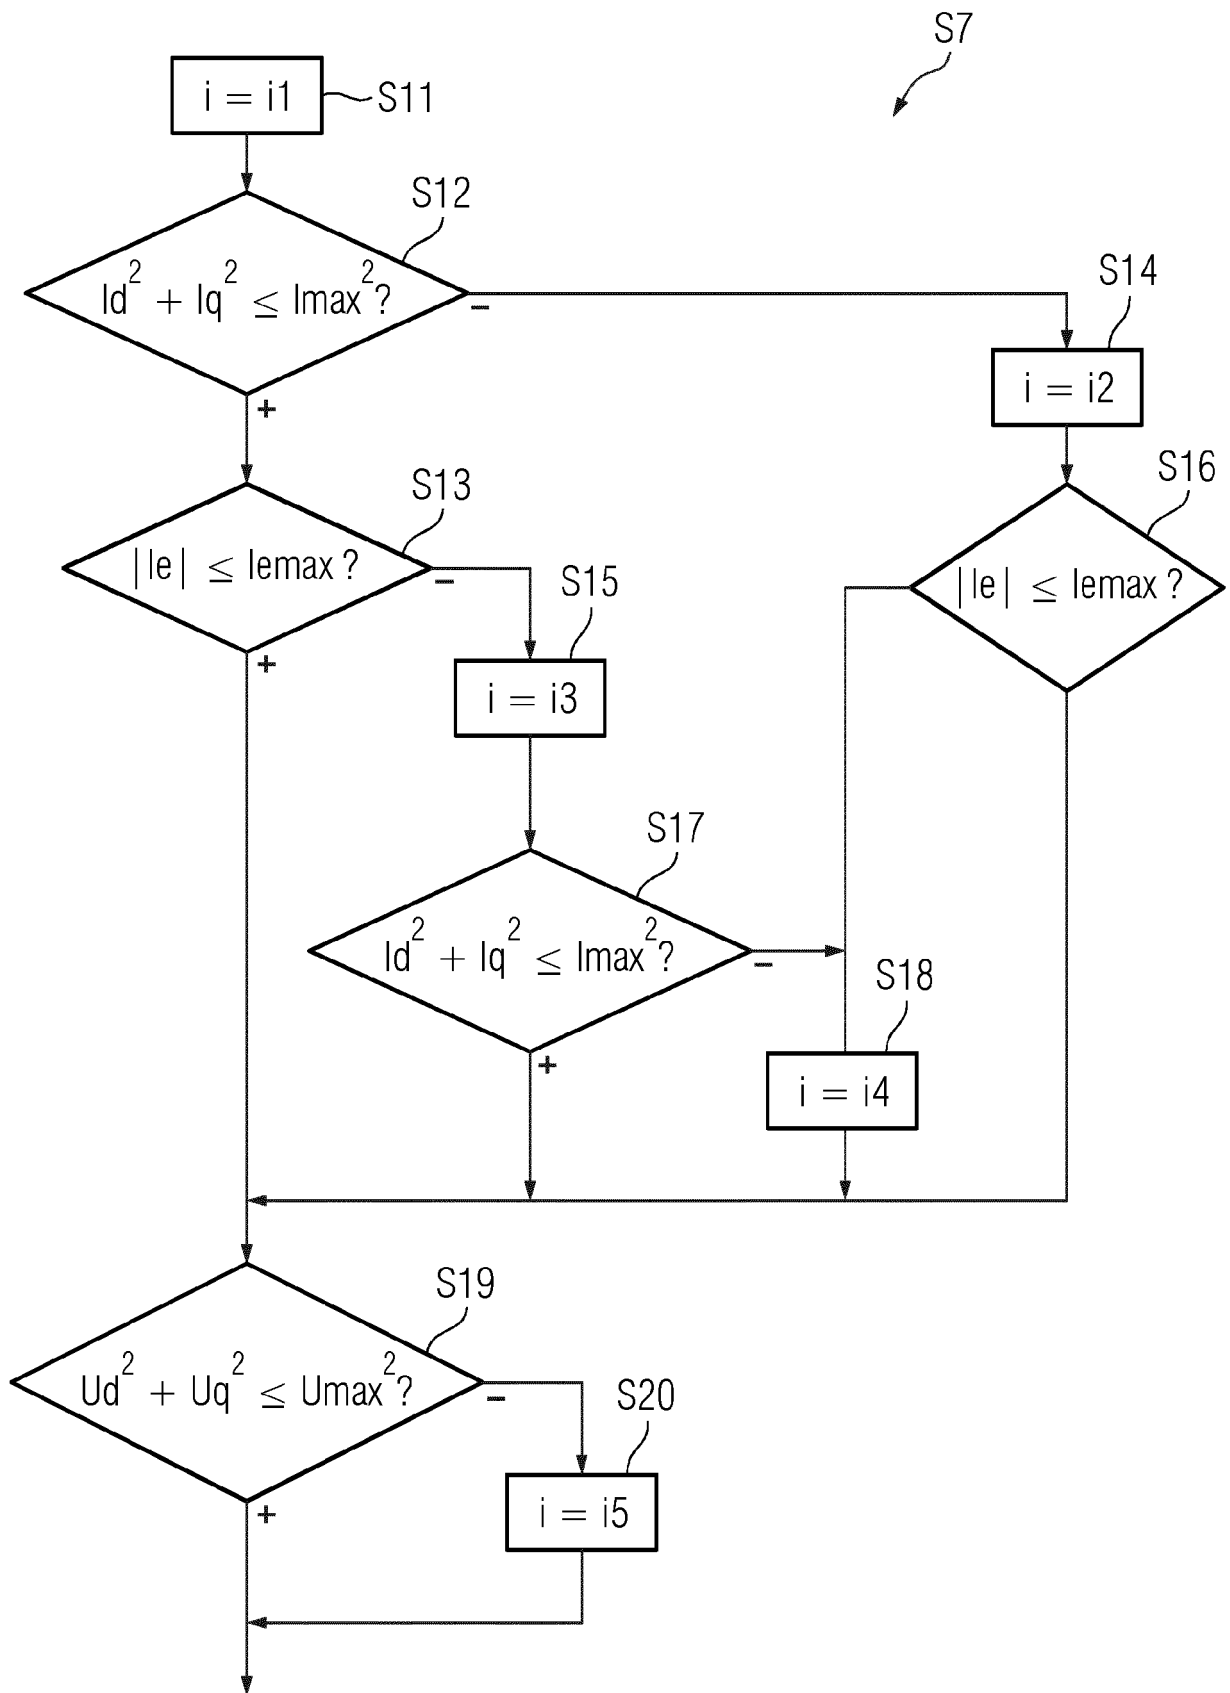 S7
i = i1
S11
S12
Id² + Iq² ≤ Imax²?
−
+
S14
i = i2
S13
|Ie| ≤ Iemax?
−
+
S16
|Ie| ≤ Iemax?
S15
i = i3
S17
Id² + Iq² ≤ Imax²?
−
+
S18
i = i4
S19
Ud² + Uq² ≤ Umax²?
−
+
S20
i = i5